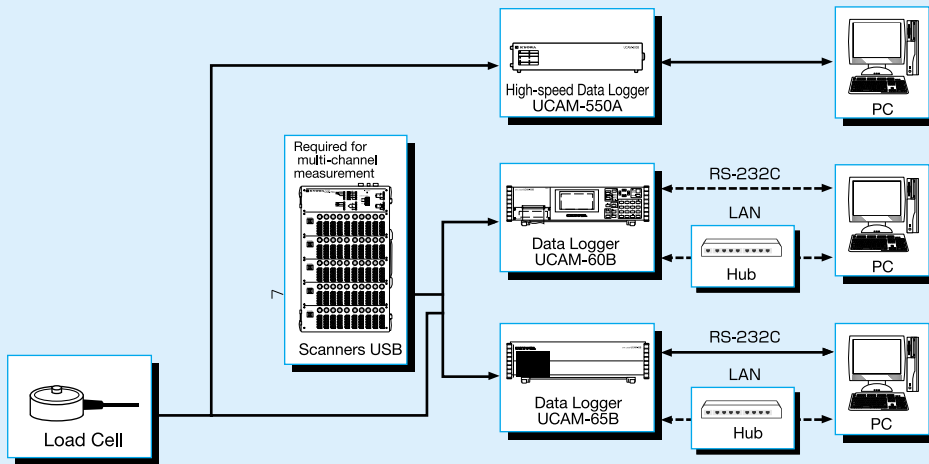 High-speed Data Logger
UCAM-550A
PC
Required for
multi-channel
measurement
Scanners USB
7
Data Logger
UCAM-60B
RS-232C
LAN
Hub
PC
Data Logger
UCAM-65B
RS-232C
LAN
Hub
PC
Load Cell